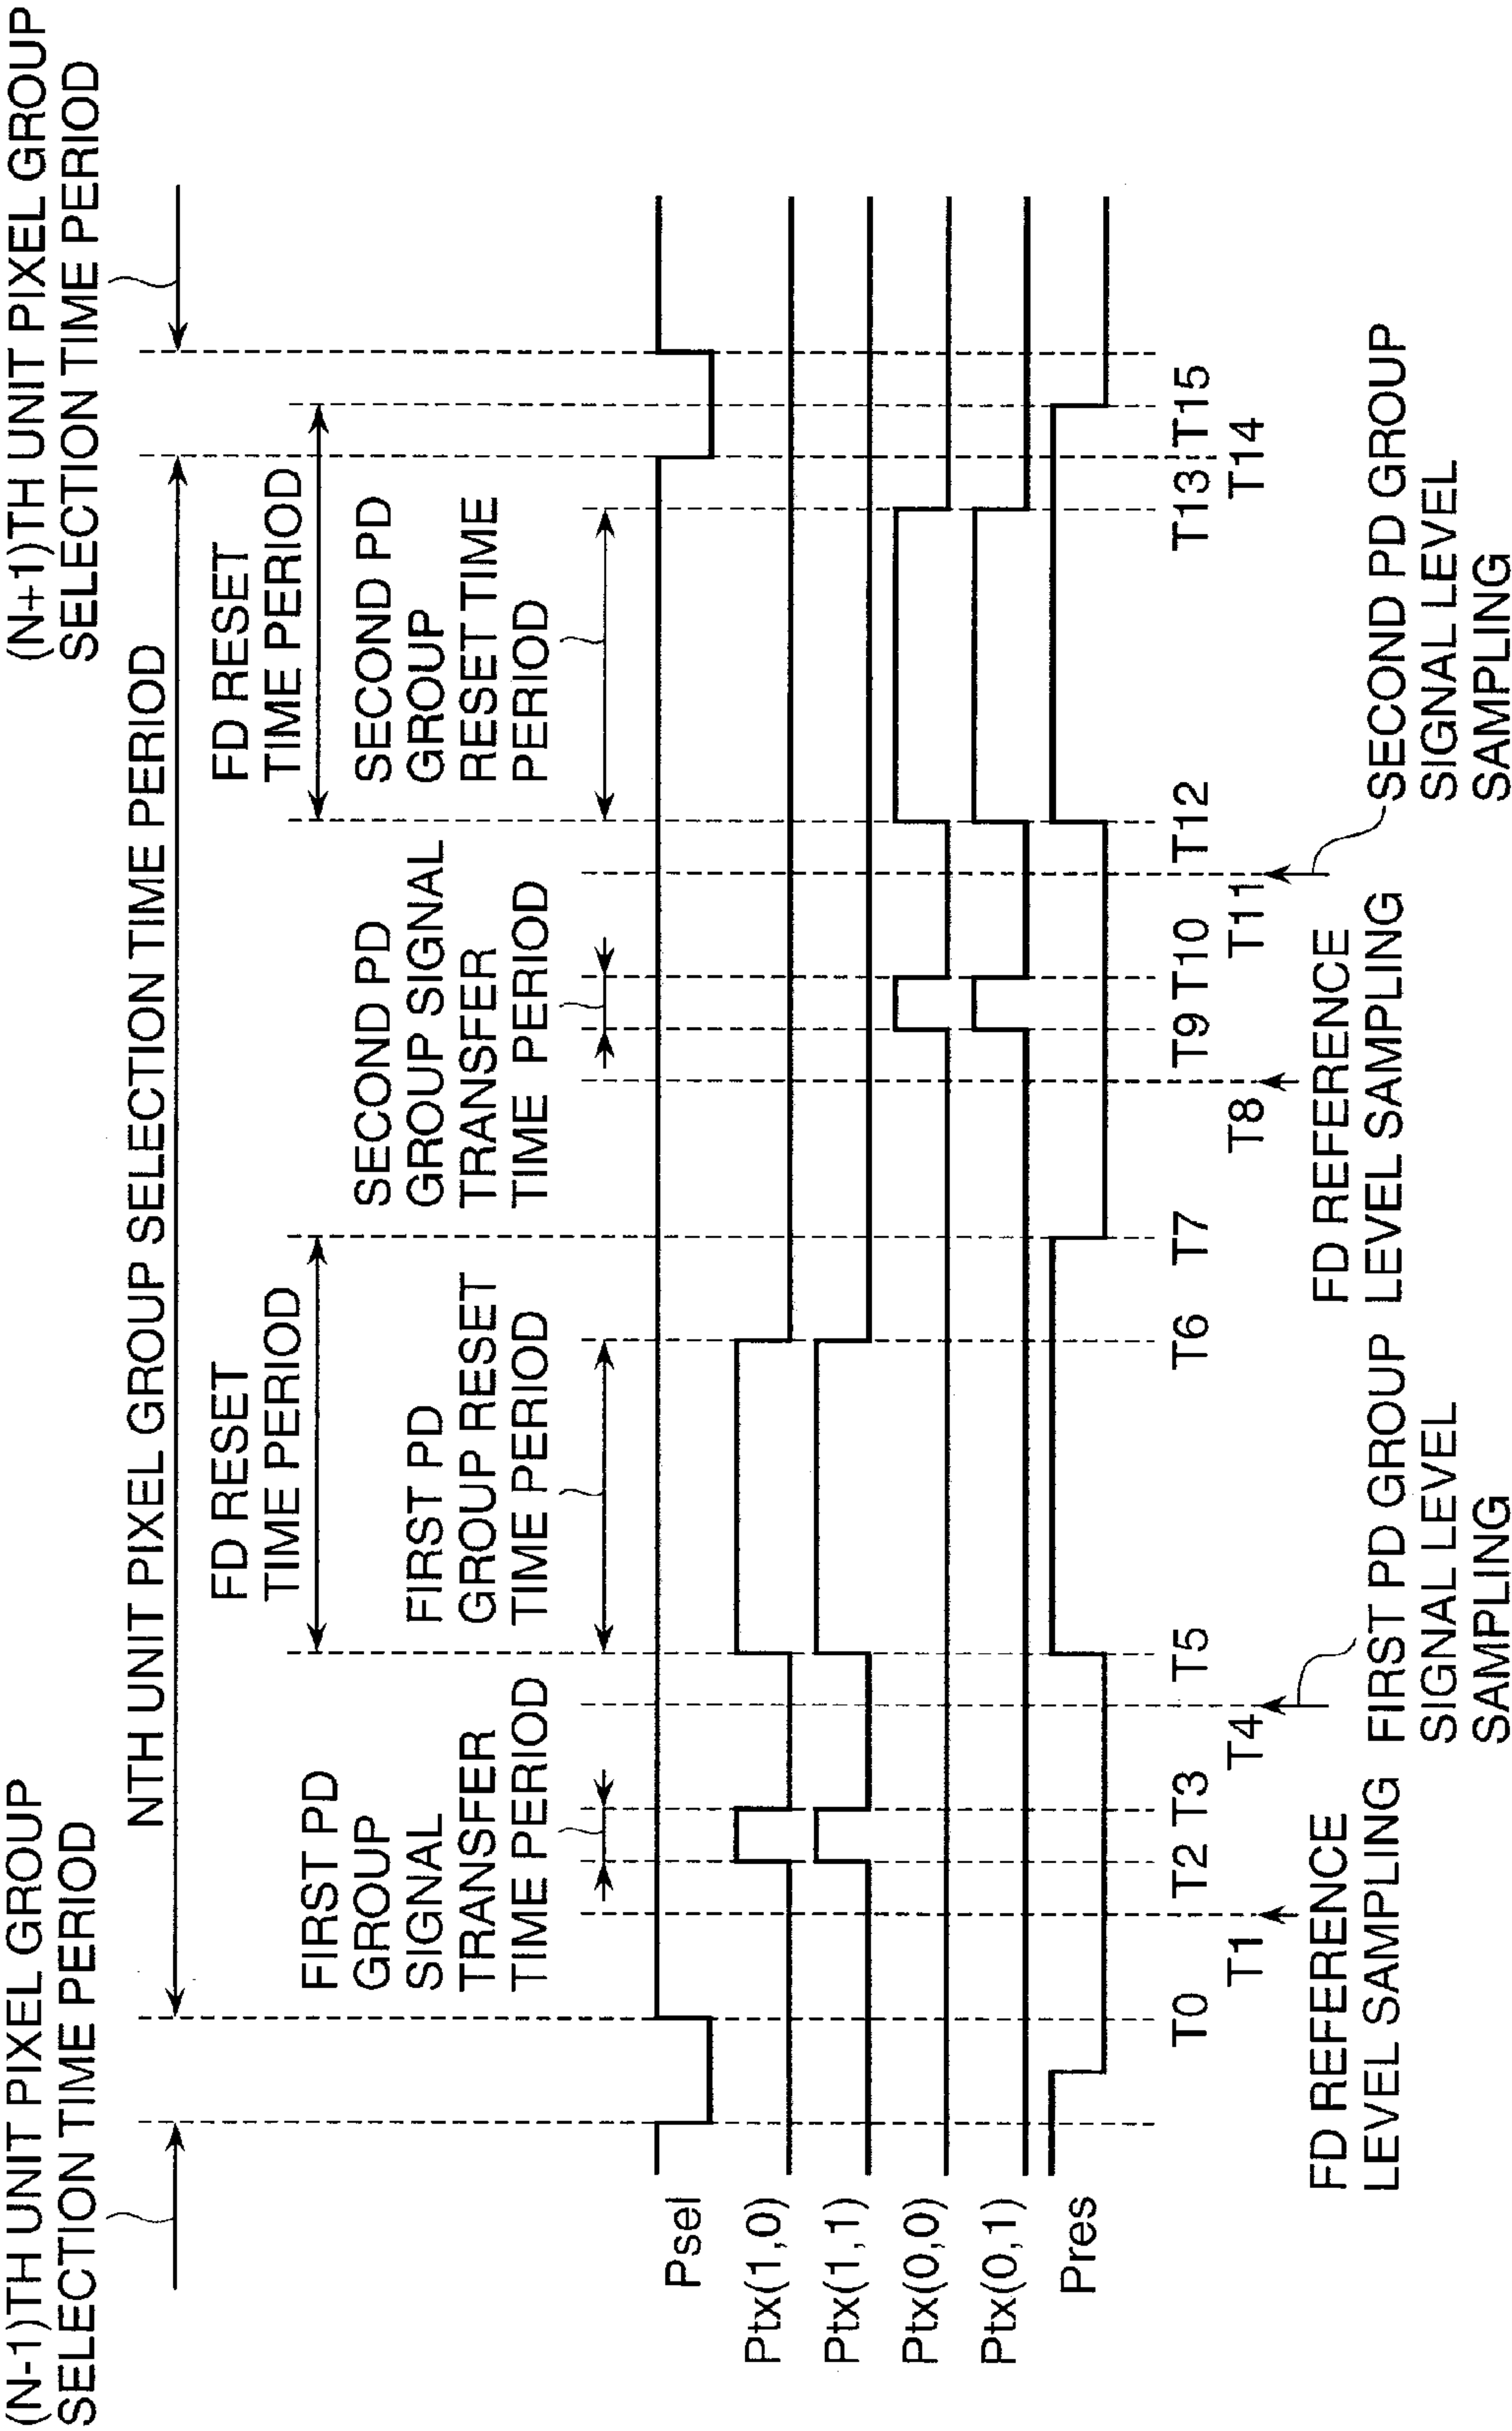 (N-1)TH UNIT PIXEL GROUP
SELECTION TIME PERIOD
NTH UNIT PIXEL GROUP SELECTION TIME PERIOD
(N+1)TH UNIT PIXEL GROUP
SELECTION TIME PERIOD
FD RESET
TIME PERIOD
FD RESET
TIME PERIOD
FIRST PD
GROUP
SIGNAL
TRANSFER
TIME PERIOD
FIRST PD
GROUP RESET
TIME PERIOD
SECOND PD
GROUP SIGNAL
TRANSFER
TIME PERIOD
SECOND PD
GROUP
RESET TIME
PERIOD
Psel
Ptx(1,0)
Ptx(1,1)
Ptx(0,0)
Ptx(0,1)
Pres
T0
T1
T2
T3
T4
T5
T6
T7
T8
T9
T10
T11
T12
T13
T14
T15
FD REFERENCE
LEVEL SAMPLING
FIRST PD GROUP
SIGNAL LEVEL
SAMPLING
FD REFERENCE
LEVEL SAMPLING
SECOND PD GROUP
SIGNAL LEVEL
SAMPLING